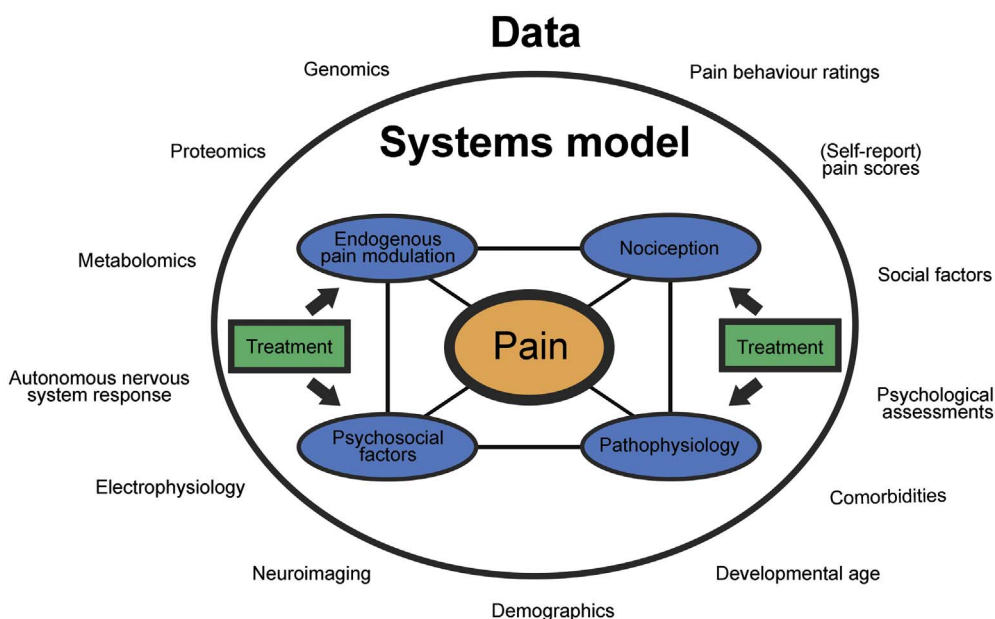 Data
Genomics
Pain behaviour ratings
Systems model
Proteomics
(Self-report)
pain scores
Endogenous
pain modulation
Nociception
Metabolomics
Social factors
Treatment
Pain
Treatment
Autonomous nervous
system response
Psychological
assessments
Psychosocial
factors
Pathophysiology
Electrophysiology
Comorbidities
Neuroimaging
Developmental age
Demographics